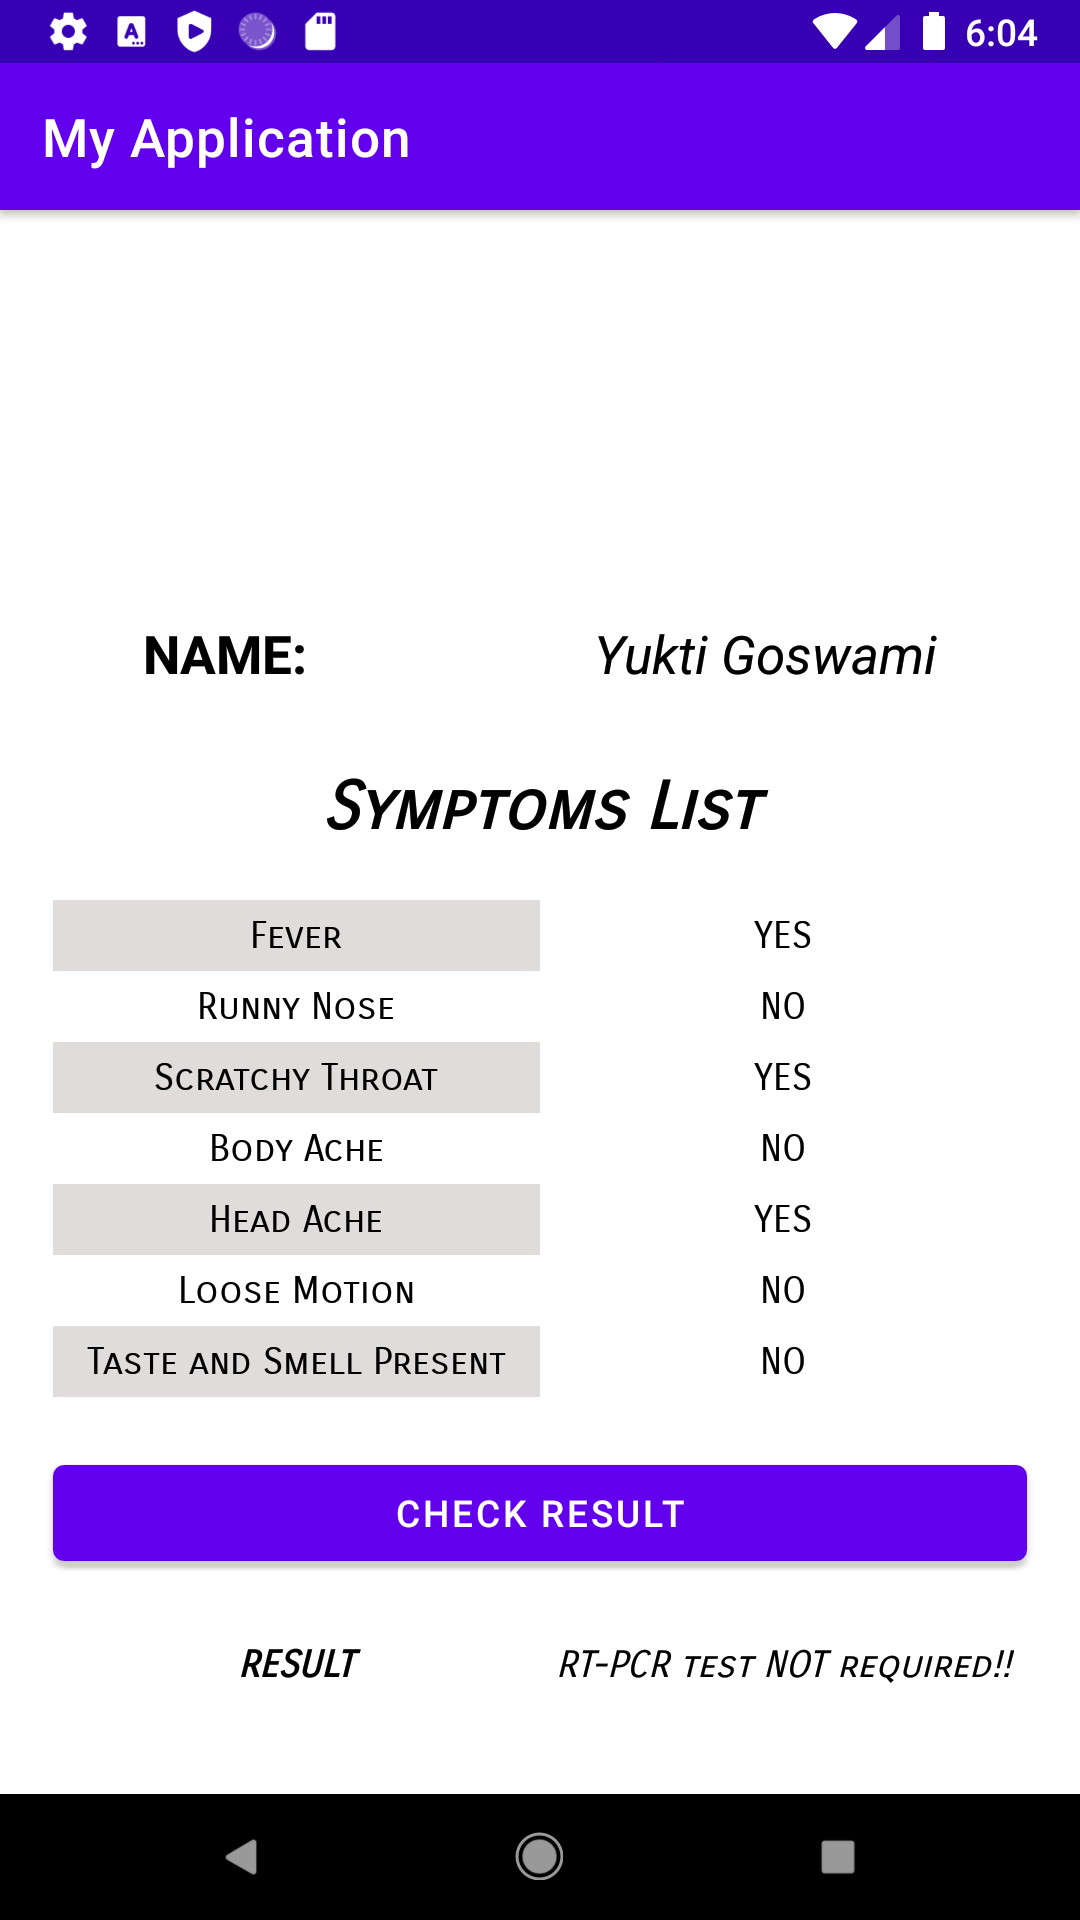 6:04
My Application
NAME: Yukti Goswami
Symptoms List
Fever YES
Runny Nose NO
Scratchy Throat YES
Body Ache NO
Head Ache YES
Loose Motion NO
Taste and Smell Present NO
CHECK RESULT
RESULT RT-PCR test NOT required!!